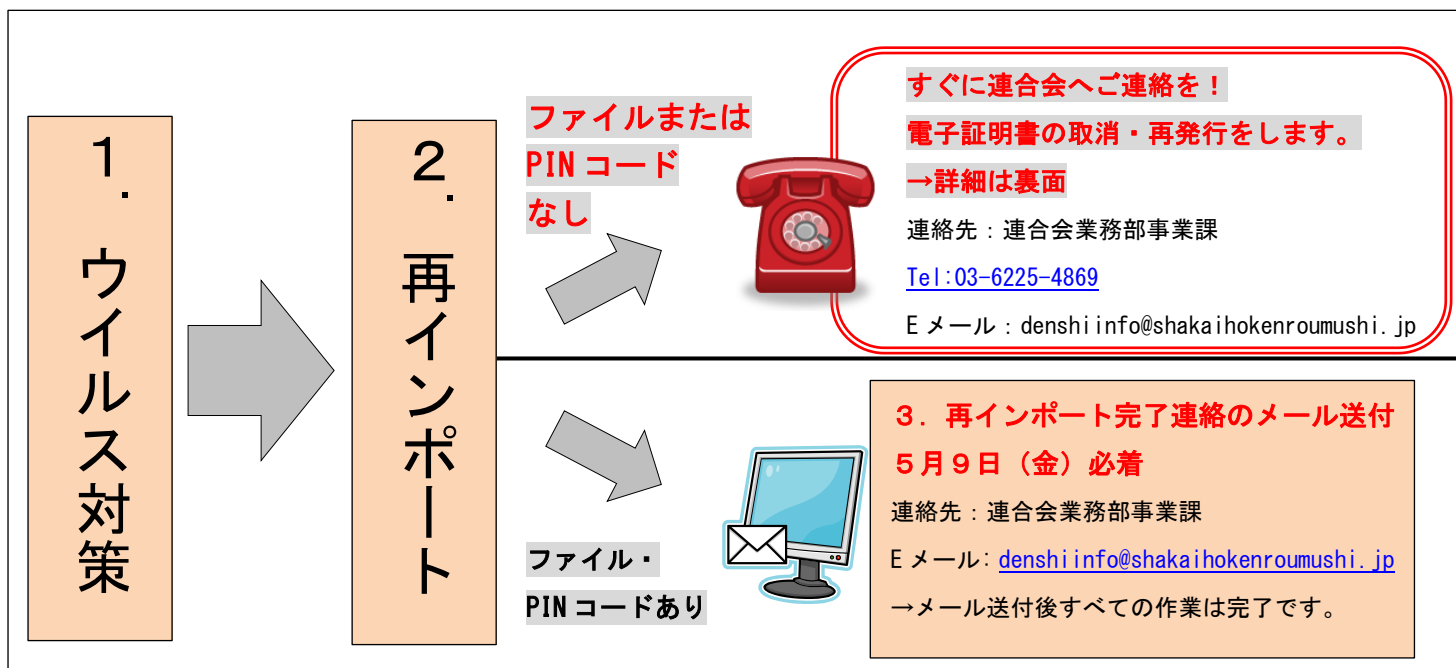 １．ウイルス対策
２．再インポート
ファイルまたは
PINコード
なし
すぐに連合会へご連絡を！
電子証明書の取消・再発行をします。
→詳細は裏面
連絡先：連合会業務部事業課
Tel:03-6225-4869
Eメール：denshiinfo@shakaihokenroumushi.jp
ファイル・
PINコードあり
３．再インポート完了連絡のメール送付
５月９日（金）必着
連絡先：連合会業務部事業課
Eメール：denshiinfo@shakaihokenroumushi.jp
→メール送付後すべての作業は完了です。